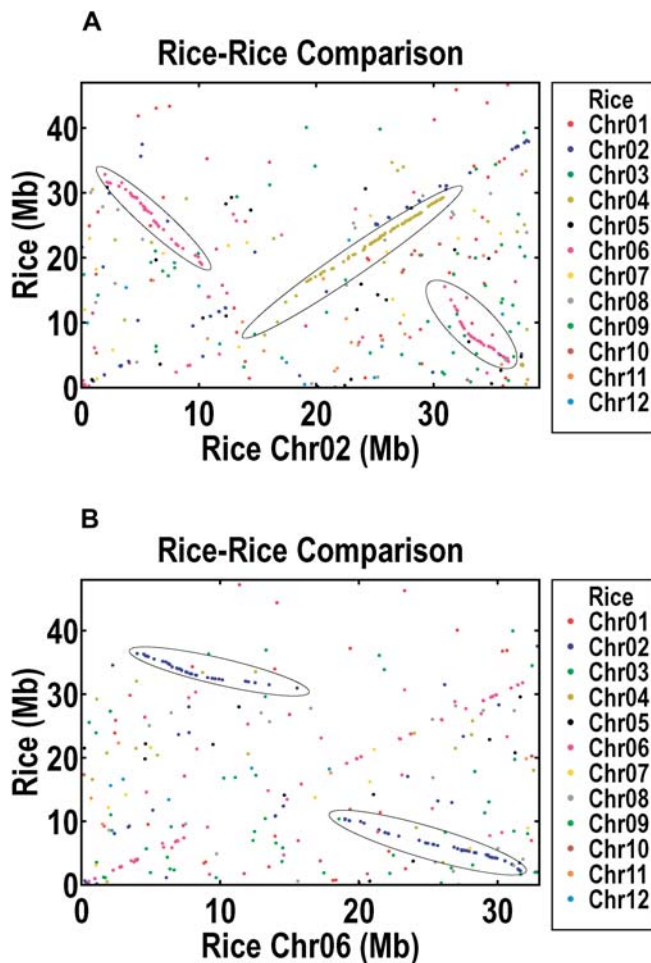 A
Rice-Rice Comparison
Rice (Mb)
40
30
20
10
0
0
10
20
30
Rice Chr02 (Mb)
Rice
Chr01
Chr02
Chr03
Chr04
Chr05
Chr06
Chr07
Chr08
Chr09
Chr10
Chr11
Chr12
B
Rice-Rice Comparison
Rice (Mb)
40
30
20
10
0
0
10
20
30
Rice Chr06 (Mb)
Rice
Chr01
Chr02
Chr03
Chr04
Chr05
Chr06
Chr07
Chr08
Chr09
Chr10
Chr11
Chr12